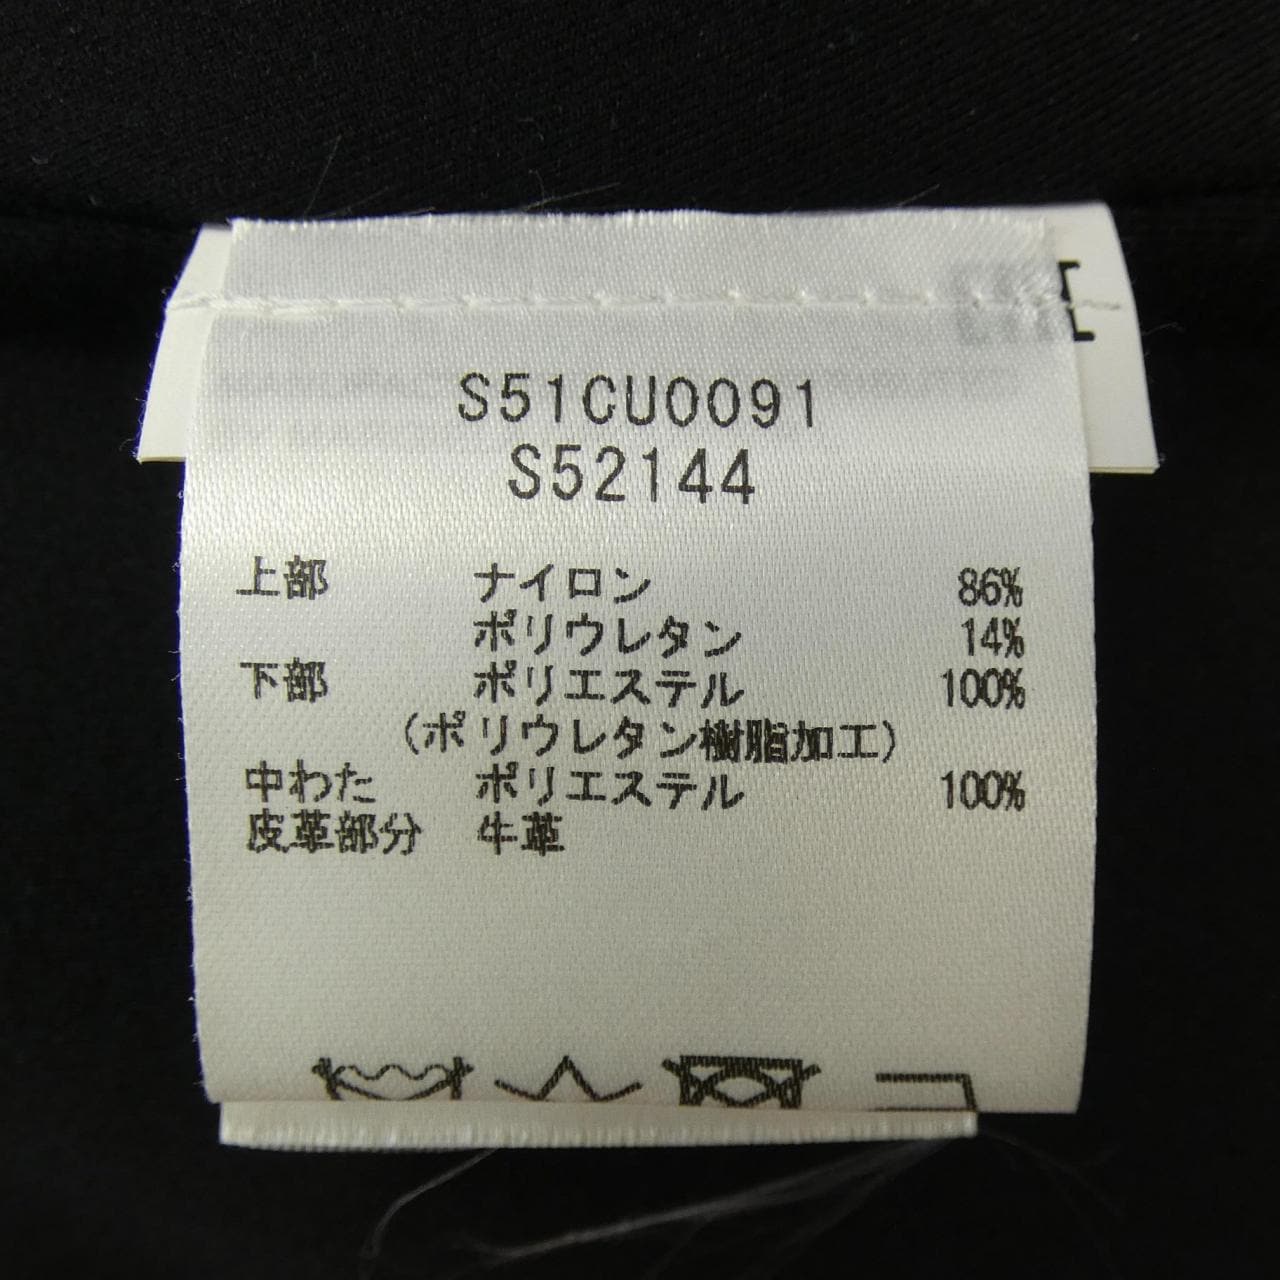 S51CU0091
S52144
上部 ナイロン 86%
ポリウレタン 14%
下部 ポリエステル 100%
(ポリウレタン樹脂加工)
中わた ポリエステル 100%
皮革部分 牛革